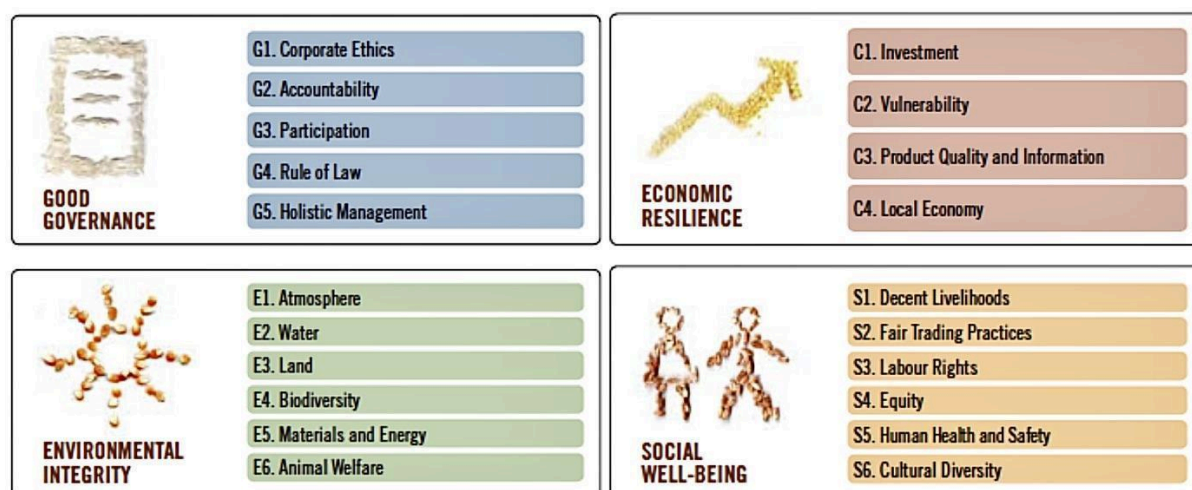 G1. Corporate Ethics
G2. Accountability
G3. Participation
G4. Rule of Law
G5. Holistic Management
GOOD
GOVERNANCE
C1. Investment
C2. Vulnerability
C3. Product Quality and Information
C4. Local Economy
ECONOMIC
RESILIENCE
E1. Atmosphere
E2. Water
E3. Land
E4. Biodiversity
E5. Materials and Energy
E6. Animal Welfare
ENVIRONMENTAL
INTEGRITY
S1. Decent Livelihoods
S2. Fair Trading Practices
S3. Labour Rights
S4. Equity
S5. Human Health and Safety
S6. Cultural Diversity
SOCIAL
WELL-BEING